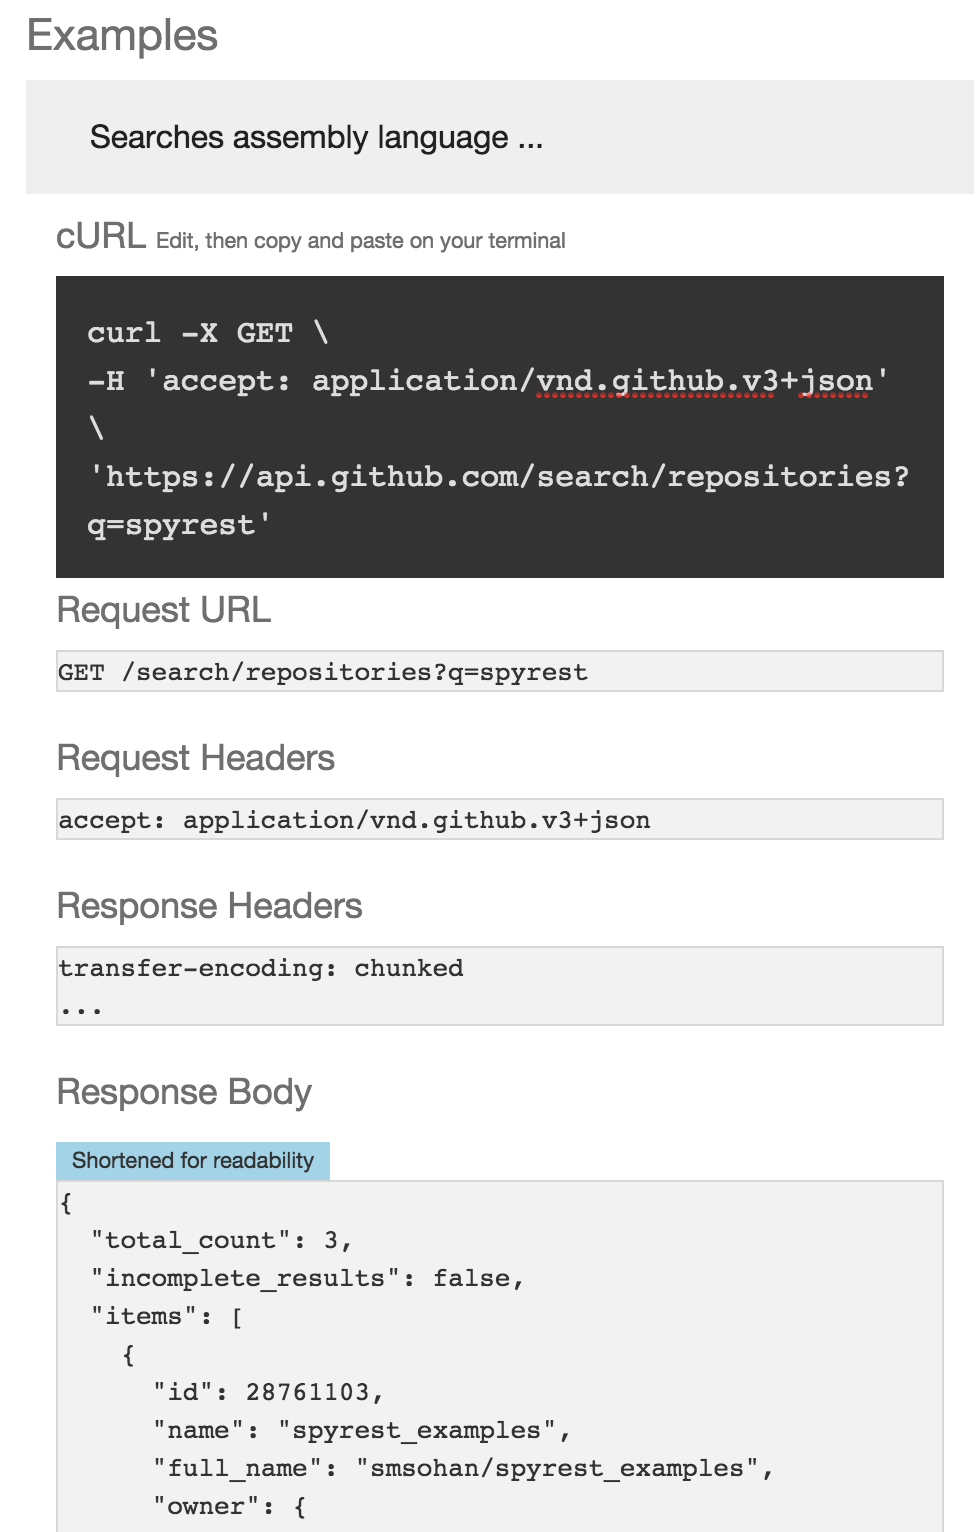 Examples
Searches assembly language ...
cURL Edit, then copy and paste on your terminal
curl -X GET \
-H 'accept: application/vnd.github.v3+json'
\
'https://api.github.com/search/repositories?
q=spyrest'
Request URL
GET /search/repositories?q=spyrest
Request Headers
accept: application/vnd.github.v3+json
Response Headers
transfer-encoding: chunked
...
Response Body
Shortened for readability
{
  "total_count": 3,
  "incomplete_results": false,
  "items": [
    {
      "id": 28761103,
      "name": "spyrest_examples",
      "full_name": "smsohan/spyrest_examples",
      "owner": {